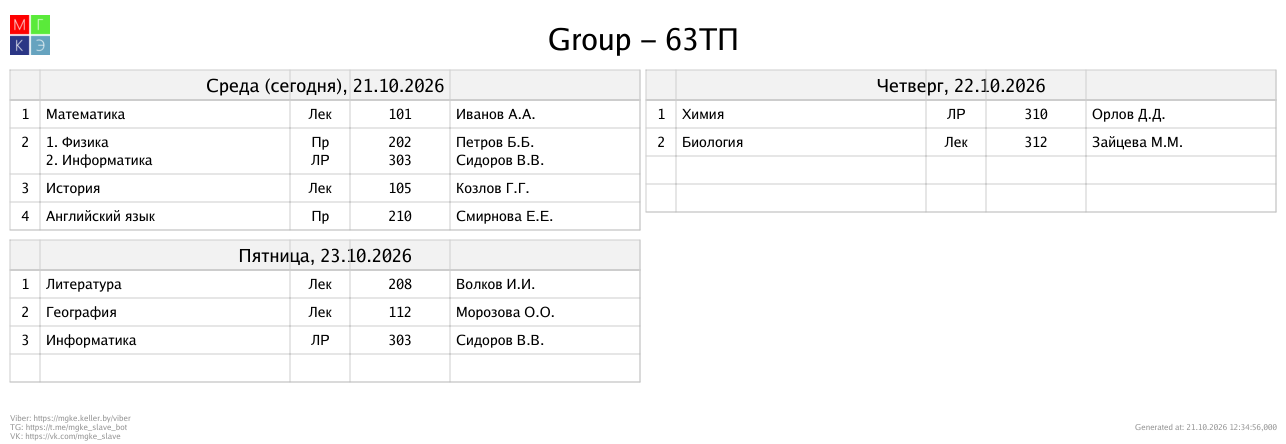 М Г
К Э
Group – 63ТП
Среда (сегодня), 21.10.2026
1 Математика Лек 101 Иванов А.А.
2 1. Физика Пр 202 Петров Б.Б.
2. Информатика ЛР 303 Сидоров В.В.
3 История Лек 105 Козлов Г.Г.
4 Английский язык Пр 210 Смирнова Е.Е.
Четверг, 22.10.2026
1 Химия ЛР 310 Орлов Д.Д.
2 Биология Лек 312 Зайцева М.М.
Пятница, 23.10.2026
1 Литература Лек 208 Волков И.И.
2 География Лек 112 Морозова О.О.
3 Информатика ЛР 303 Сидоров В.В.
Viber: https://mgke.keller.by/viber
TG: https://t.me/mgke_slave_bot
VK: https://vk.com/mgke_slave
Generated at: 21.10.2026 12:34:56,000